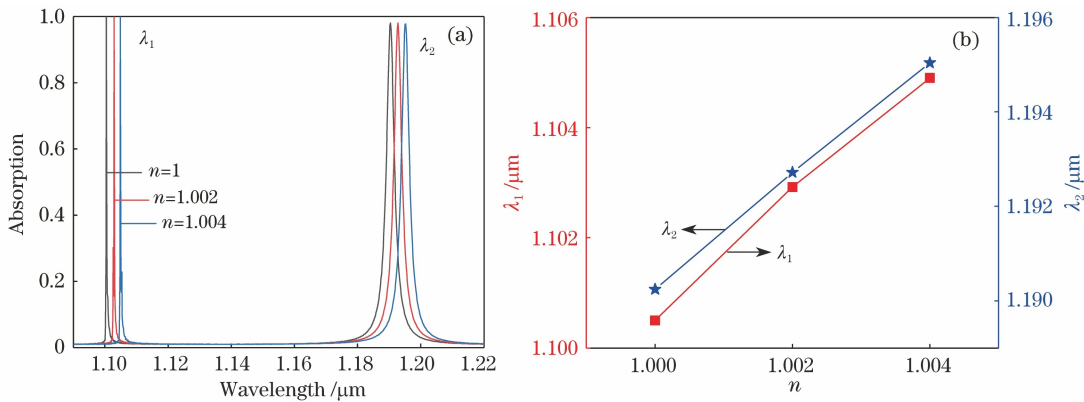 1.0
0.8
0.6
0.4
0.2
0
Absorption
λ₁
λ₂
(a)
n=1
n=1.002
n=1.004
1.10 1.12 1.14 1.16 1.18 1.20 1.22
Wavelength /μm
1.106
1.104
1.102
1.100
λ₁ /μm
(b)
λ₂
λ₁
1.000 1.002 1.004
n
1.196
1.194
1.192
1.190
λ₂ /μm